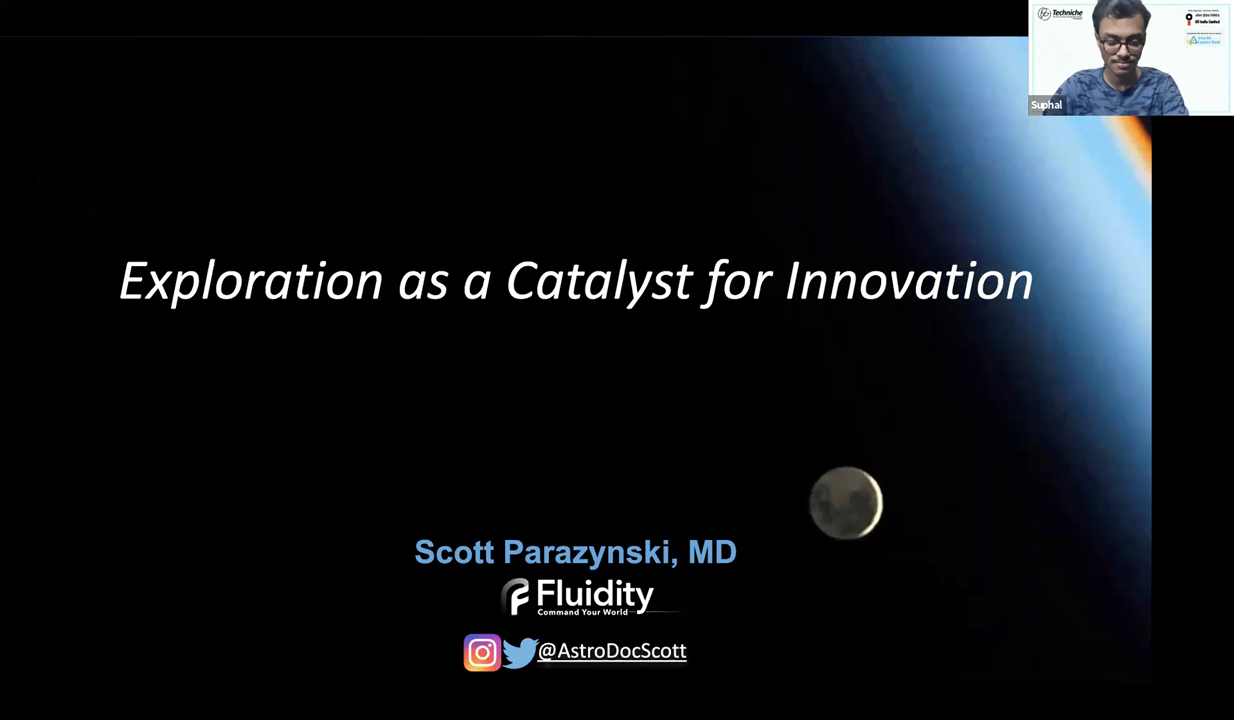 Techniche
Suphal
Exploration as a Catalyst for Innovation
Scott Parazynski, MD
Fluidity
Command Your World
@AstroDocScott